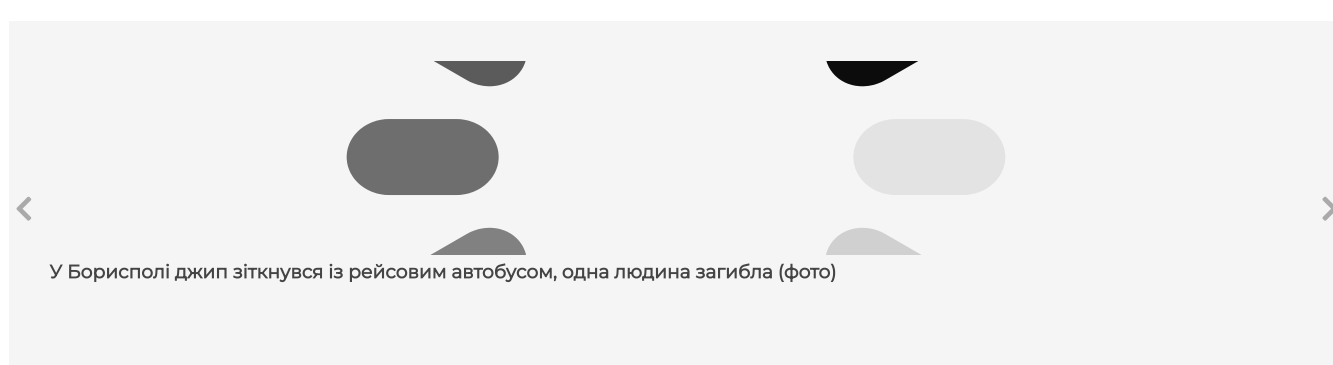 У Борисполі джип зіткнувся із рейсовим автобусом, одна людина загибла (фото)